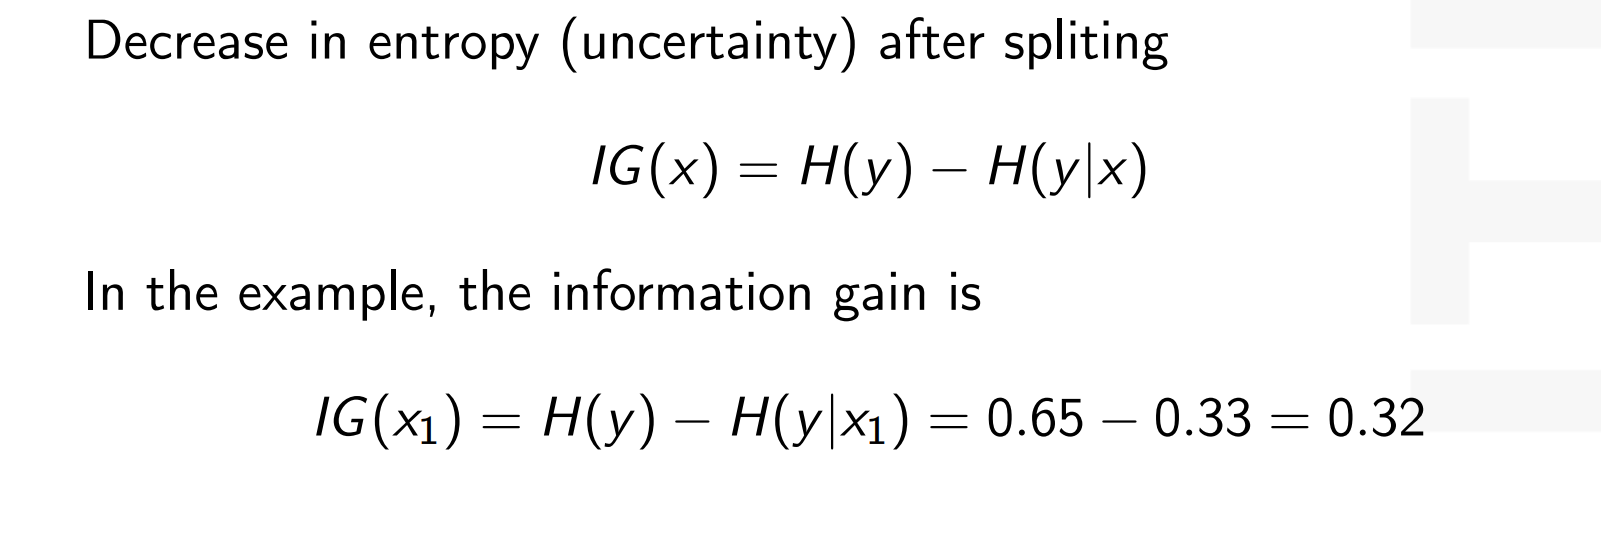 Decrease in entropy (uncertainty) after spliting
IG(x) = H(y) − H(y|x)
In the example, the information gain is
IG(x₁) = H(y) − H(y|x₁) = 0.65 − 0.33 = 0.32